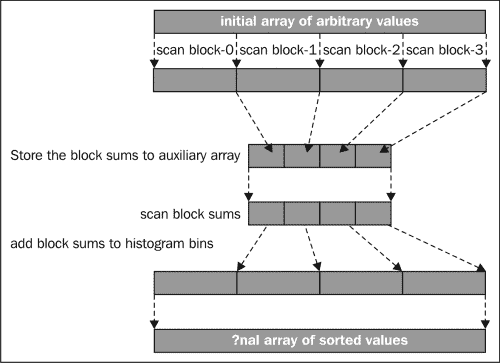 initial array of arbitrary values
scan block-0 scan block-1 scan block-2 scan block-3
Store the block sums to auxiliary array
scan block sums
add block sums to histogram bins
?nal array of sorted values